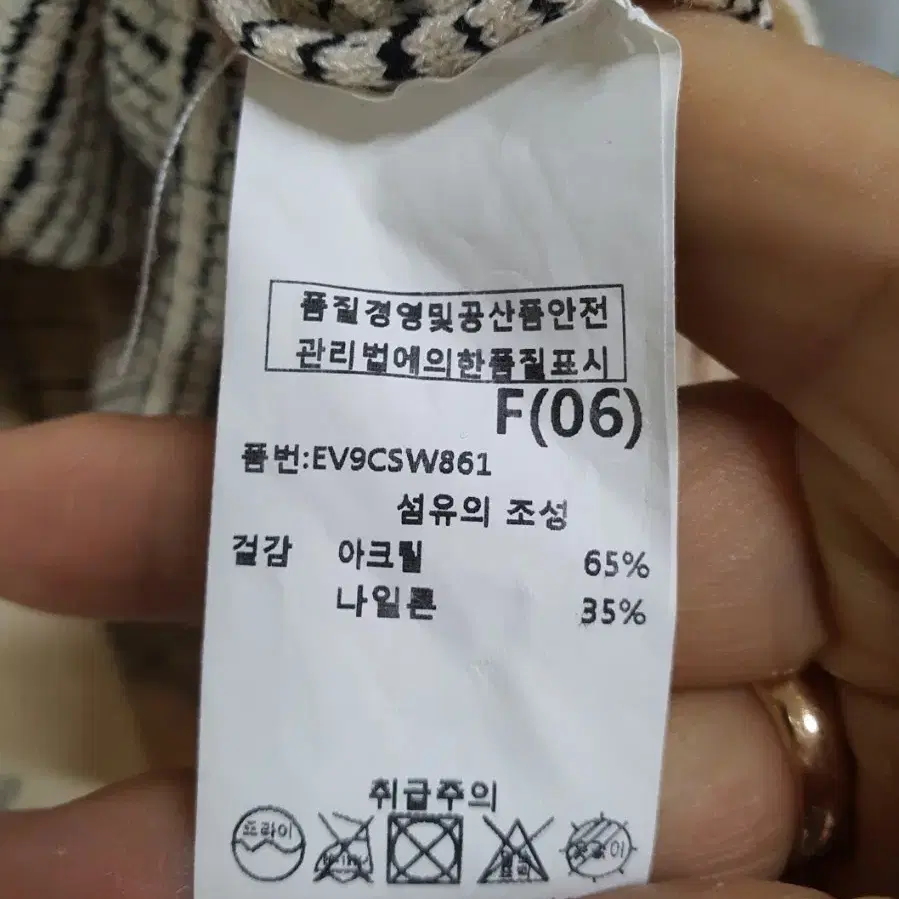 품질경영및공산품안전
관리법에의한품질표시
F(06)
품번:EV9CSW861
섬유의 조성
걸감 아크릴 65%
나일론 35%
취급주의
드라이